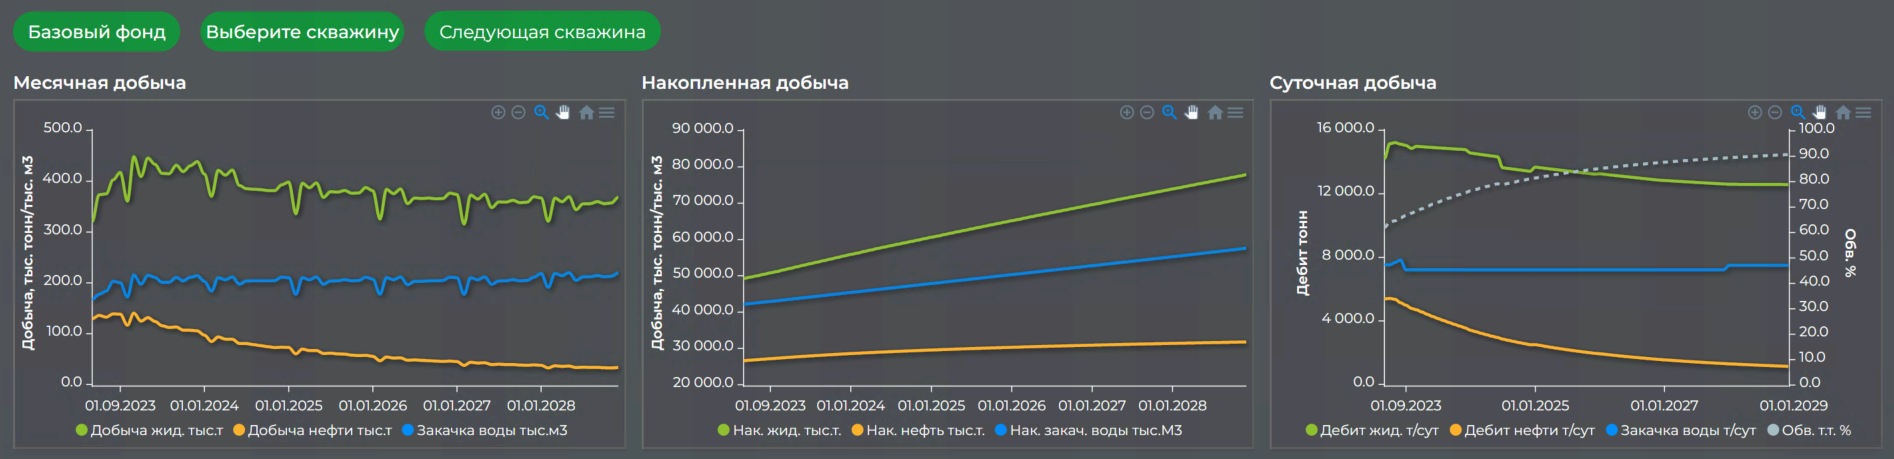 Базовый фонд
Выберите скважину
Следующая скважина
Месячная добыча
500.0
400.0
300.0
200.0
100.0
0.0
Добыча, тыс. тонн/тыс. м3
01.09.2023 01.01.2024 01.01.2025 01.01.2026 01.01.2027 01.01.2028
Добыча жид. тыс.т Добыча нефти тыс.т Закачка воды тыс.м3
Накопленная добыча
90 000.0
80 000.0
70 000.0
60 000.0
50 000.0
40 000.0
30 000.0
20 000.0
Добыча, тыс. тонн/тыс. м3
01.09.2023 01.01.2024 01.01.2025 01.01.2026 01.01.2027 01.01.2028
Нак. жид. тыс.т. Нак. нефть тыс.т. Нак. закач. воды тыс.М3
Суточная добыча
16 000.0
12 000.0
8 000.0
4 000.0
0.0
Дебит тонн
100.0
90.0
80.0
70.0
60.0
50.0
40.0
30.0
20.0
10.0
0.0
Обв. %
01.09.2023 01.01.2025 01.01.2027 01.01.2029
Дебит жид. т/сут Дебит нефти т/сут Закачка воды т/сут Обв. т.т. %